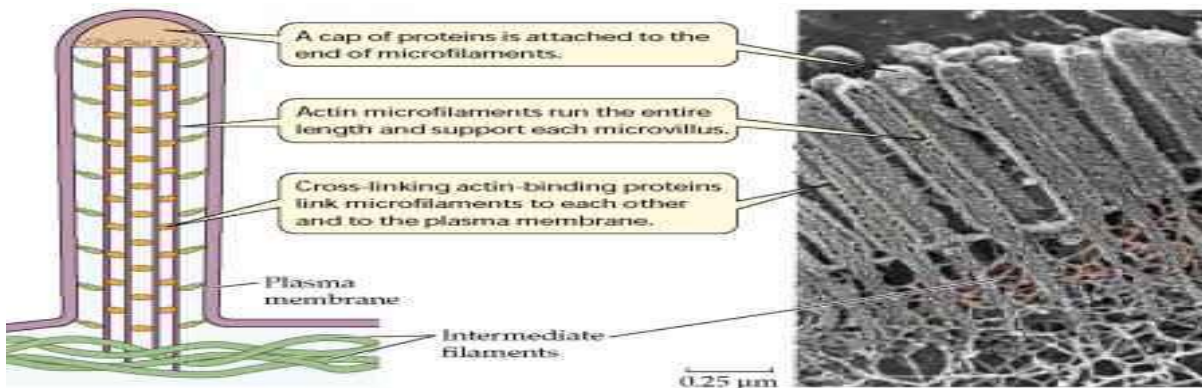 A cap of proteins is attached to the
end of microfilaments.
Actin microfilaments run the entire
length and support each microvillus.
Cross-linking actin-binding proteins
link microfilaments to each other
and to the plasma membrane.
Plasma
membrane
Intermediate
filaments
0.25 µm